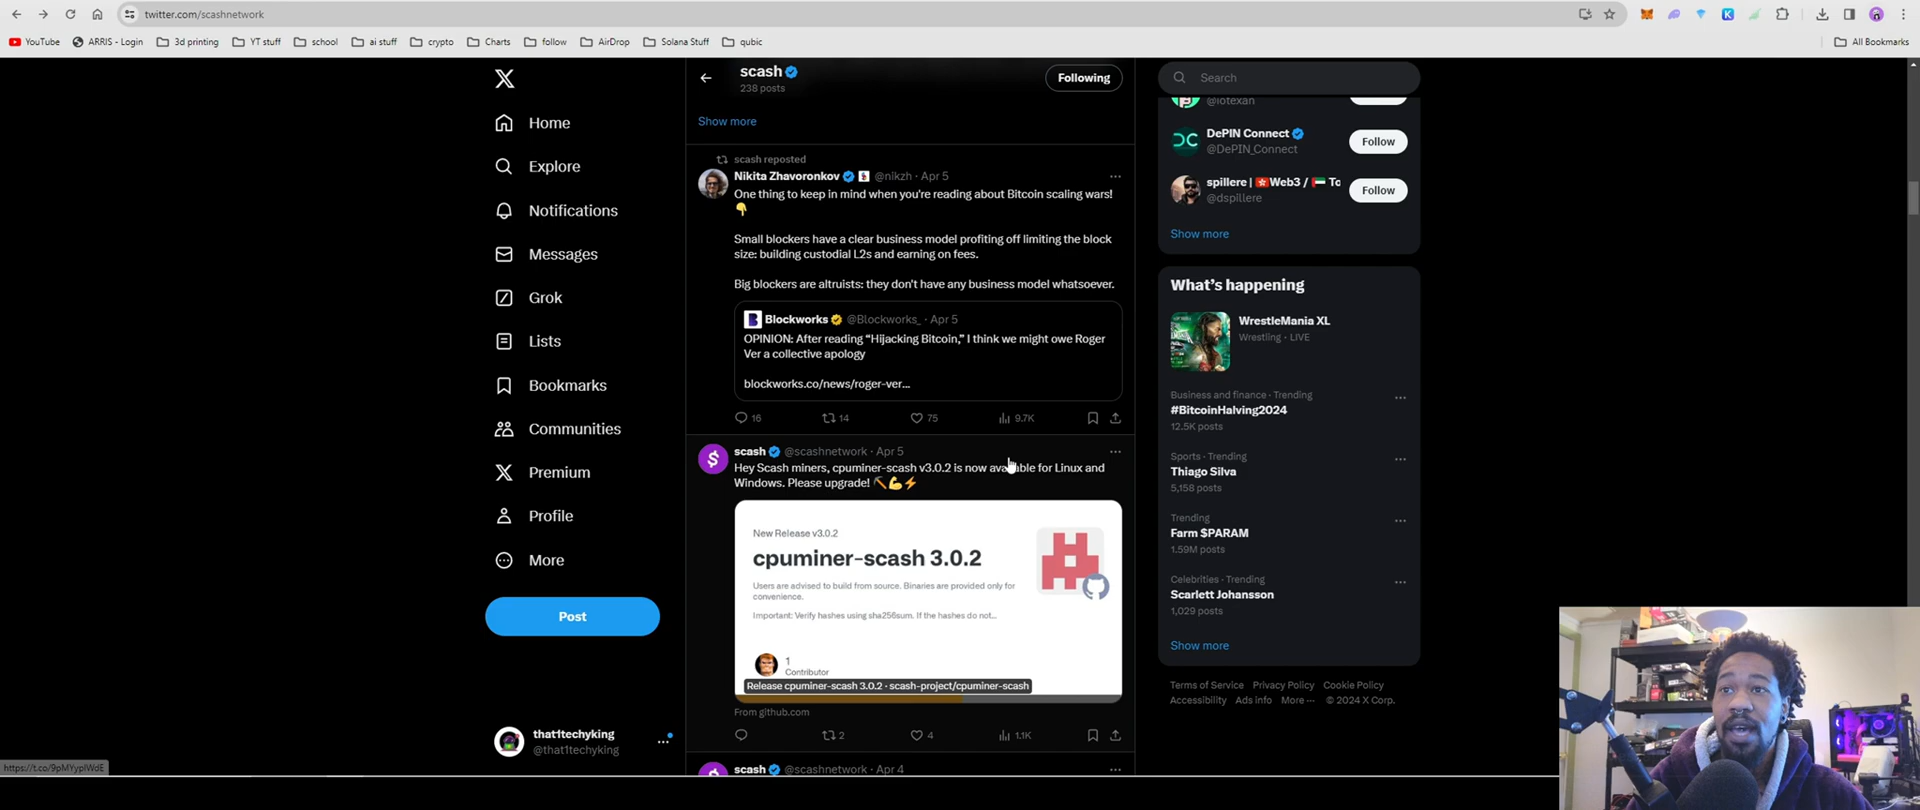 twitter.com/scashnetwork
YouTube
ARRIS - Login
3d printing
YT stuff
school
ai stuff
crypto
Charts
follow
AirDrop
Solana Stuff
qubic
All Bookmarks
Home
Explore
Notifications
Messages
Grok
Lists
Bookmarks
Communities
Premium
Profile
More
Post
that1techyking
@that1techyking
https://t.co/9pMYyplWdE
scash
238 posts
Following
Show more
scash reposted
Nikita Zhavoronkov @nikzh · Apr 5
One thing to keep in mind when you're reading about Bitcoin scaling wars!
👇
Small blockers have a clear business model profiting off limiting the block
size: building custodial L2s and earning on fees.
Big blockers are altruists: they don't have any business model whatsoever.
Blockworks @Blockworks_ · Apr 5
OPINION: After reading “Hijacking Bitcoin,” I think we might owe Roger
Ver a collective apology
blockworks.co/news/roger-ver...
16 14 75 9.7K
scash @scashnetwork · Apr 5
Hey Scash miners, cpuminer-scash v3.0.2 is now available for Linux and
Windows. Please upgrade! ⛏️💪⚡
New Release v3.0.2
cpuminer-scash 3.0.2
Users are advised to build from source. Binaries are provided only for
convenience.
Important: Verify hashes using sha256sum. If the hashes do not...
1
Contributor
Release cpuminer-scash 3.0.2 · scash-project/cpuminer-scash
From github.com
2 4 1.1K
scash @scashnetwork · Apr 4
Search
@iotexan
DePIN Connect
@DePIN_Connect
Follow
spillere | 🇭🇰Web3 / 🇦🇪 To
@dspillere
Follow
Show more
What's happening
WrestleMania XL
Wrestling · LIVE
Business and finance · Trending
#BitcoinHalving2024
12.5K posts
Sports · Trending
Thiago Silva
5,158 posts
Trending
Farm $PARAM
1.59M posts
Celebrities · Trending
Scarlett Johansson
1,029 posts
Show more
Terms of Service Privacy Policy Cookie Policy
Accessibility Ads info More ··· © 2024 X Corp.